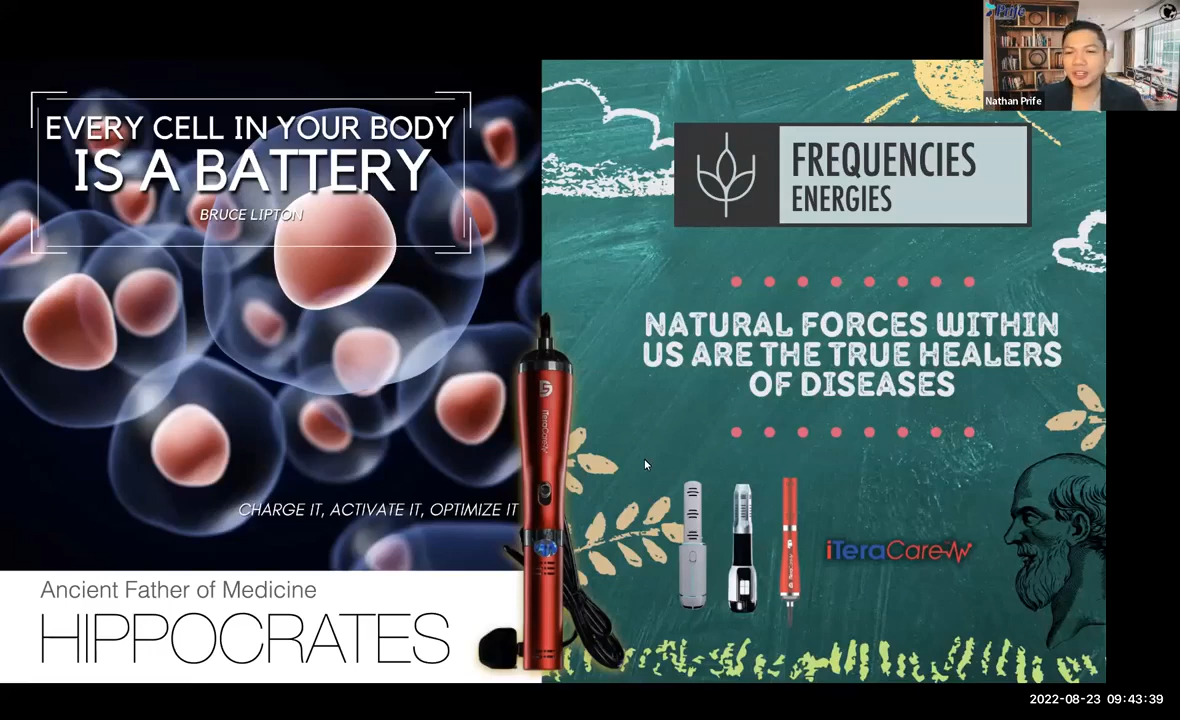 EVERY CELL IN YOUR BODY
IS A BATTERY
BRUCE LIPTON
CHARGE IT, ACTIVATE IT, OPTIMIZE IT
Ancient Father of Medicine
HIPPOCRATES
iTeraCare
FREQUENCIES
ENERGIES
NATURAL FORCES WITHIN
US ARE THE TRUE HEALERS
OF DISEASES
iTeraCare
Prife
Nathan Prife
2022-08-23 09:43:39